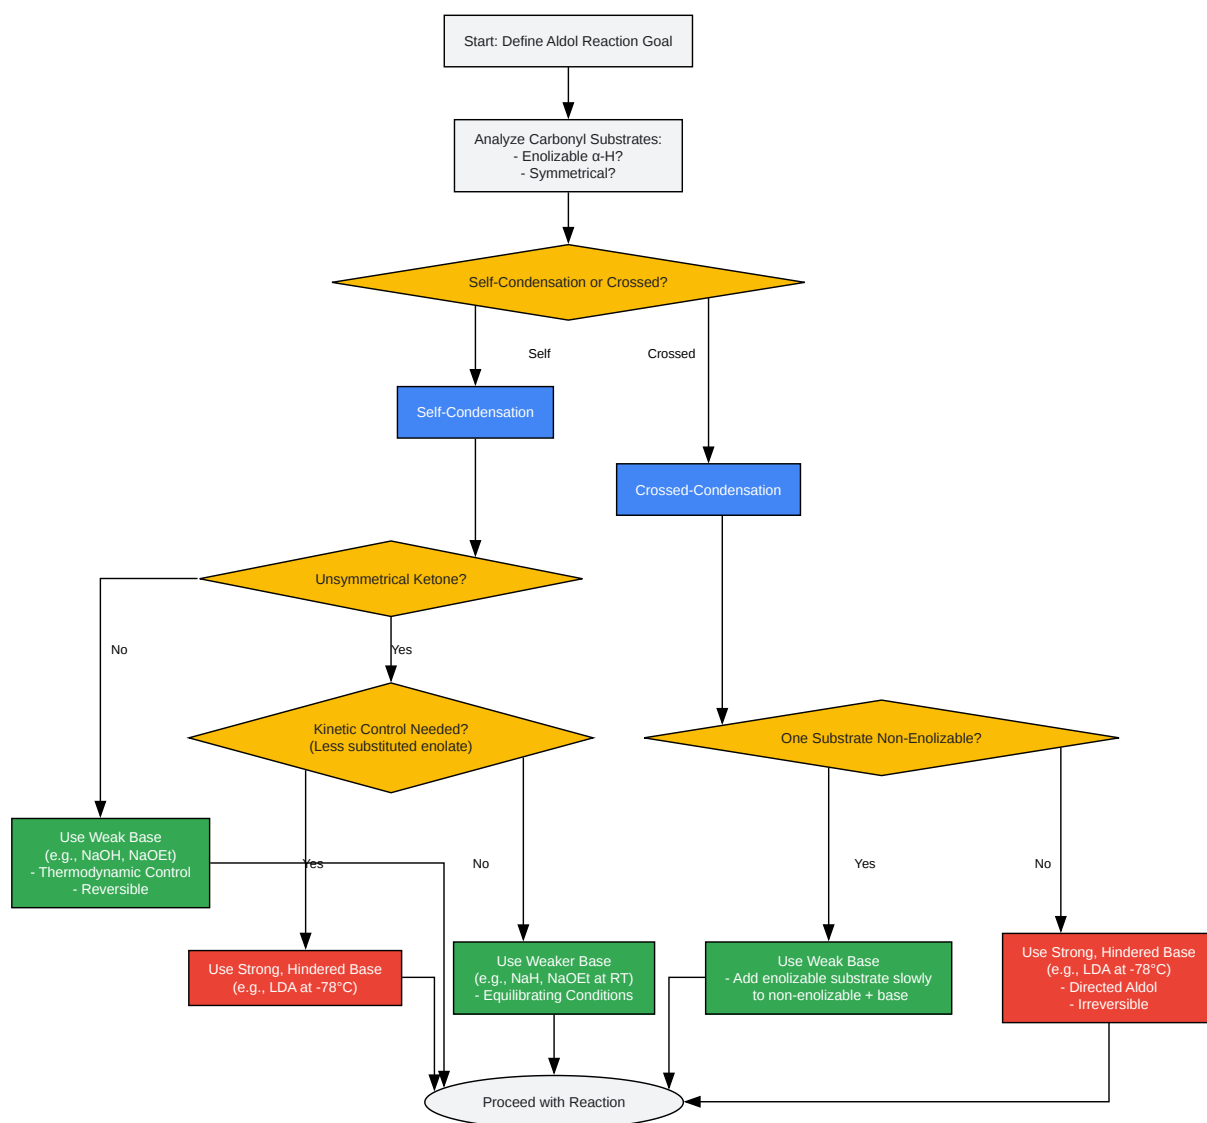 Start: Define Aldol Reaction Goal
Analyze Carbonyl Substrates:
- Enolizable α-H?
- Symmetrical?
Self-Condensation or Crossed?
Self
Crossed
Self-Condensation
Crossed-Condensation
Unsymmetrical Ketone?
No
Yes
Kinetic Control Needed?
(Less substituted enolate)
One Substrate Non-Enolizable?
Use Weak Base
(e.g., NaOH, NaOEt)
- Thermodynamic Control
- Reversible
Yes
No
Yes
No
Use Strong, Hindered Base
(e.g., LDA at -78°C)
Use Weaker Base
(e.g., NaH, NaOEt at RT)
- Equilibrating Conditions
Use Weak Base
- Add enolizable substrate slowly
to non-enolizable + base
Use Strong, Hindered Base
(e.g., LDA at -78°C)
- Directed Aldol
- Irreversible
Proceed with Reaction